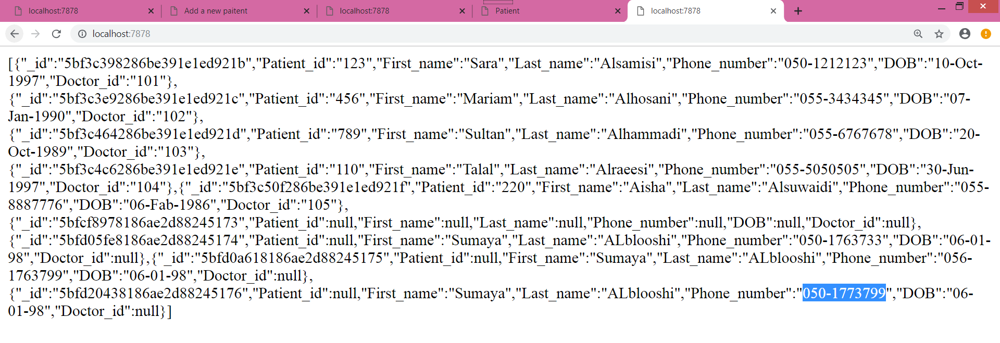 localhost:7878
Add a new paitent
localhost:7878
Patient
localhost:7878
localhost:7878
[{"_id":"5bf3c398286be391e1ed921b","Patient_id":"123","First_name":"Sara","Last_name":"Alsamisi","Phone_number":"050-1212123","DOB":"10-Oct-
1997","Doctor_id":"101"},
{"_id":"5bf3c3e9286be391e1ed921c","Patient_id":"456","First_name":"Mariam","Last_name":"Alhosani","Phone_number":"055-3434345","DOB":"07-
Jan-1990","Doctor_id":"102"},
{"_id":"5bf3c464286be391e1ed921d","Patient_id":"789","First_name":"Sultan","Last_name":"Alhammadi","Phone_number":"055-6767678","DOB":"20-
Oct-1989","Doctor_id":"103"},
{"_id":"5bf3c4c6286be391e1ed921e","Patient_id":"110","First_name":"Talal","Last_name":"Alraeesi","Phone_number":"055-5050505","DOB":"30-Jun-
1997","Doctor_id":"104"},{"_id":"5bf3c50f286be391e1ed921f","Patient_id":"220","First_name":"Aisha","Last_name":"Alsuwaidi","Phone_number":"055-
8887776","DOB":"06-Fab-1986","Doctor_id":"105"},
{"_id":"5bfcf8978186ae2d88245173","Patient_id":null,"First_name":null,"Last_name":null,"Phone_number":null,"DOB":null,"Doctor_id":null},
{"_id":"5bfd05fe8186ae2d88245174","Patient_id":null,"First_name":"Sumaya","Last_name":"ALblooshi","Phone_number":"050-1763733","DOB":"06-01-
98","Doctor_id":null},{"_id":"5bfd0a618186ae2d88245175","Patient_id":null,"First_name":"Sumaya","Last_name":"ALblooshi","Phone_number":"056-
1763799","DOB":"06-01-98","Doctor_id":null},
{"_id":"5bfd20438186ae2d88245176","Patient_id":null,"First_name":"Sumaya","Last_name":"ALblooshi","Phone_number":"050-1773799","DOB":"06-
01-98","Doctor_id":null}]